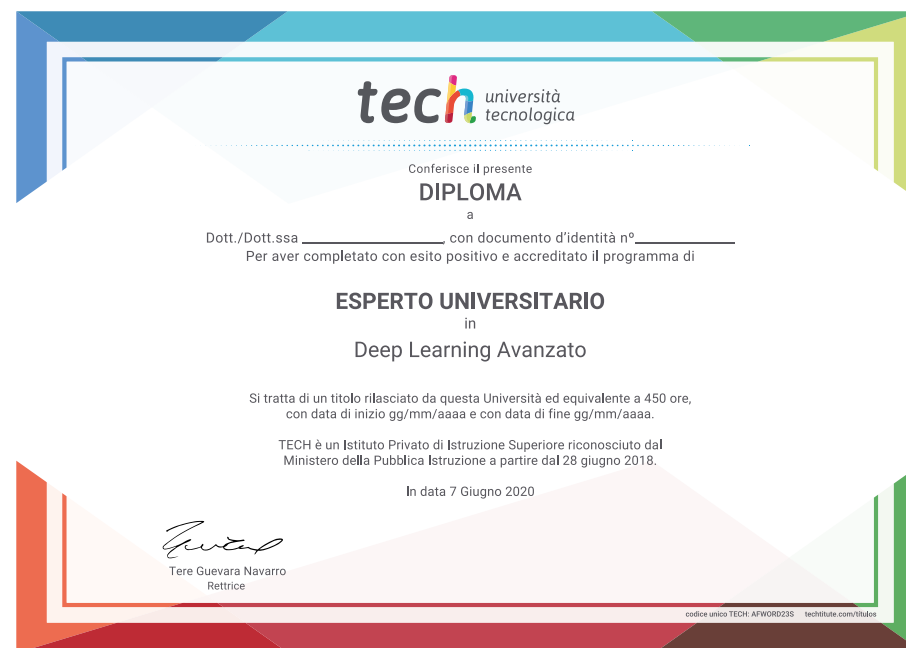 tech università
tecnologica
Conferisce il presente
DIPLOMA
a
Dott./Dott.ssa ____________________, con documento d'identità nº______________
Per aver completato con esito positivo e accreditato il programma di
ESPERTO UNIVERSITARIO
in
Deep Learning Avanzato
Si tratta di un titolo rilasciato da questa Università ed equivalente a 450 ore,
con data di inizio gg/mm/aaaa e con data di fine gg/mm/aaaa.
TECH è un Istituto Privato di Istruzione Superiore riconosciuto dal
Ministero della Pubblica Istruzione a partire dal 28 giugno 2018.
In data 7 Giugno 2020
Tere Guevara Navarro
Rettrice
codice unico TECH: AFWORD23S techtitute.com/titulos